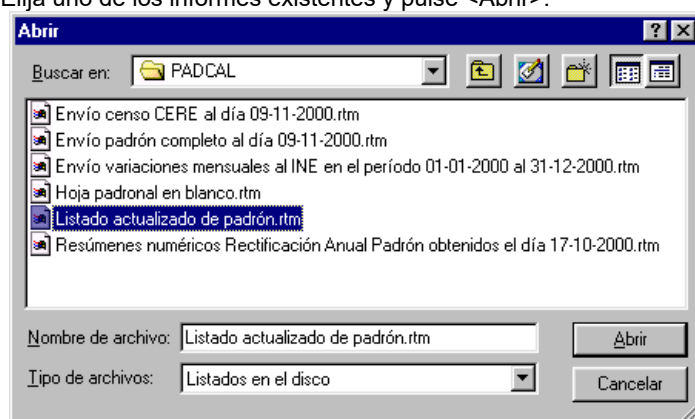 Elija uno de los informes existentes y pulse <Abrir>.
Abrir
Buscar en: PADCAL
Envío censo CERE al día 09-11-2000.rtm
Envío padrón completo al día 09-11-2000.rtm
Envío variaciones mensuales al INE en el período 01-01-2000 al 31-12-2000.rtm
Hoja padronal en blanco.rtm
Listado actualizado de padrón.rtm
Resúmenes numéricos Rectificación Anual Padrón obtenidos el día 17-10-2000.rtm
Nombre de archivo: Listado actualizado de padrón.rtm Abrir
Tipo de archivos: Listados en el disco Cancelar